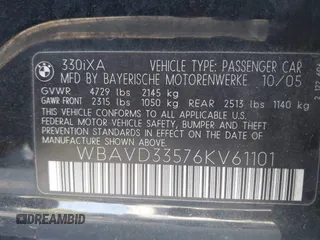 330iXA VEHICLE TYPE: PASSENGER CAR
MFD BY BAYERISCHE MOTORENWERKE 10/05
GVWR 4729 lbs 2145 kg
GAWR FRONT 2315 lbs 1050 kg REAR 2513 lbs 1140 kg
THIS VEHICLE CONFORMS TO ALL APPLICABLE U.S.
FEDERAL MOTOR VEHICLE SAFETY, BUMPER,
AND THEFT PREVENTION STANDARDS IN EFFECT
ON THE DATE OF MANUFACTURE SHOWN ABOVE.
WBAVD33576KV61101
DREAMBID